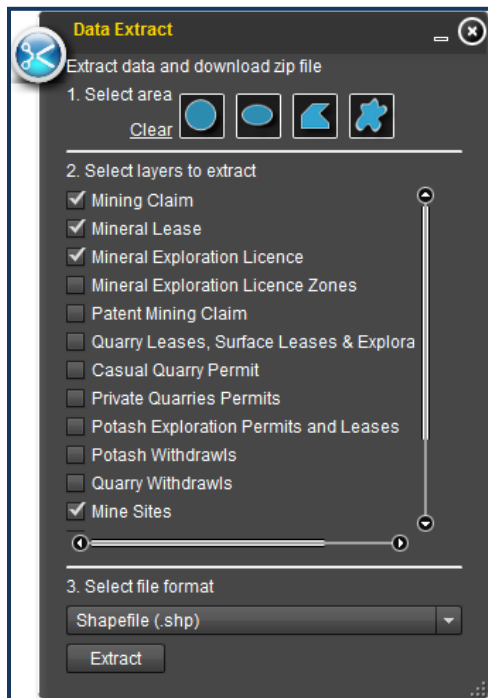 Data Extract
Extract data and download zip file
1. Select area
Clear
2. Select layers to extract
Mining Claim
Mineral Lease
Mineral Exploration Licence
Mineral Exploration Licence Zones
Patent Mining Claim
Quarry Leases, Surface Leases & Explora
Casual Quarry Permit
Private Quarries Permits
Potash Exploration Permits and Leases
Potash Withdrawls
Quarry Withdrawls
Mine Sites
3. Select file format
Shapefile (.shp)
Extract